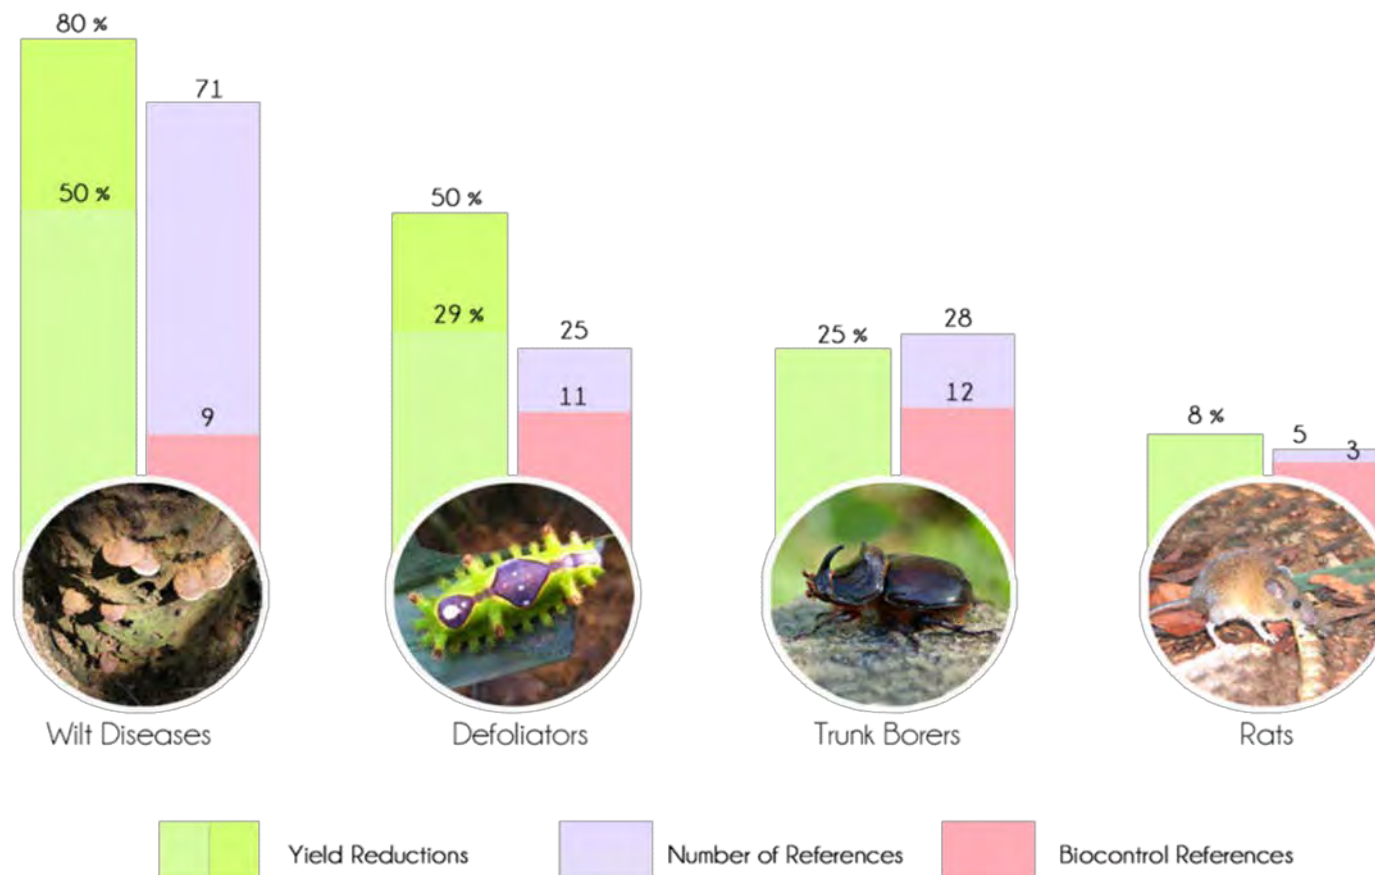 80 %
71
50 %
9
50 %
29 %
25
11
25 %
28
12
8 %
5
3
Wilt Diseases
Defoliators
Trunk Borers
Rats
Yield Reductions
Number of References
Biocontrol References